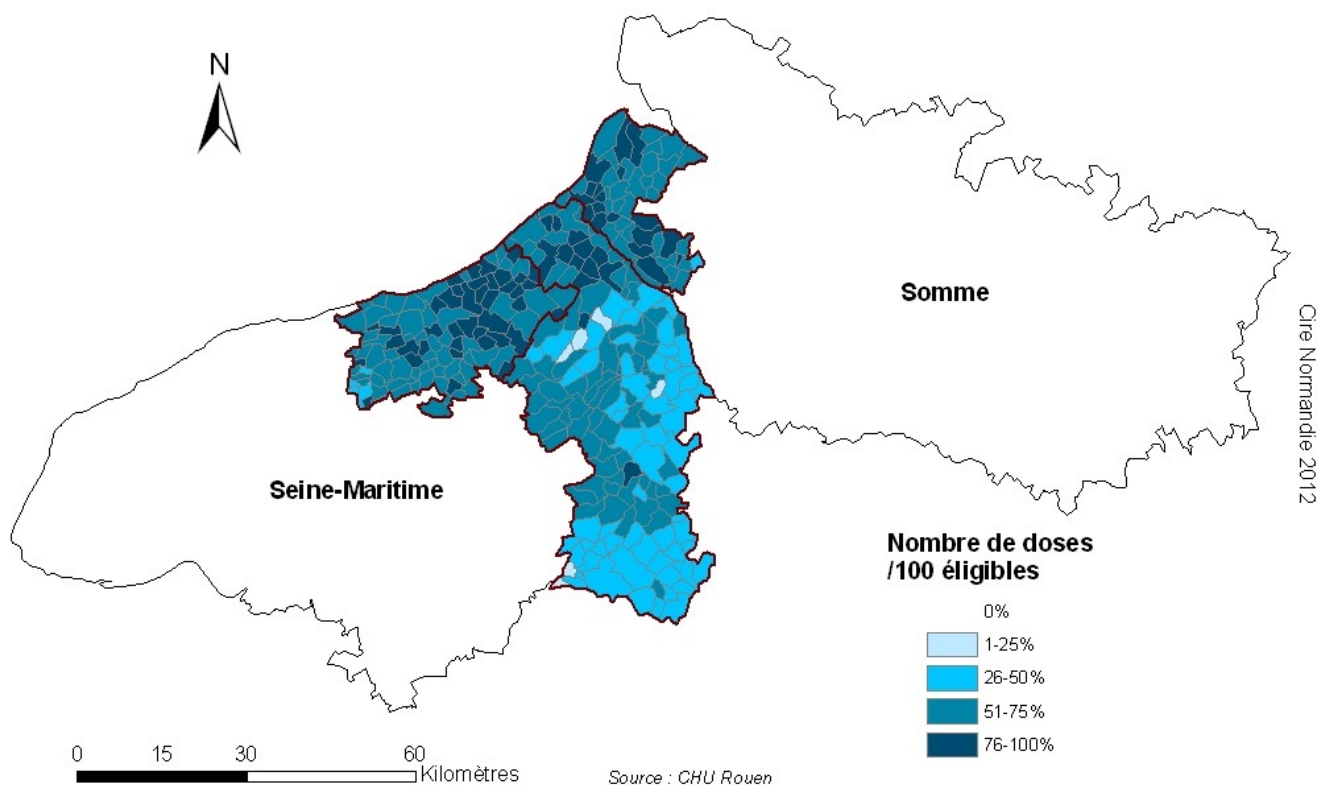 N
Somme
Seine-Maritime
Cire Normandie 2012
Nombre de doses
/100 éligibles
0%
1-25%
26-50%
51-75%
76-100%
0 15 30 60
Kilomètres
Source : CHU Rouen